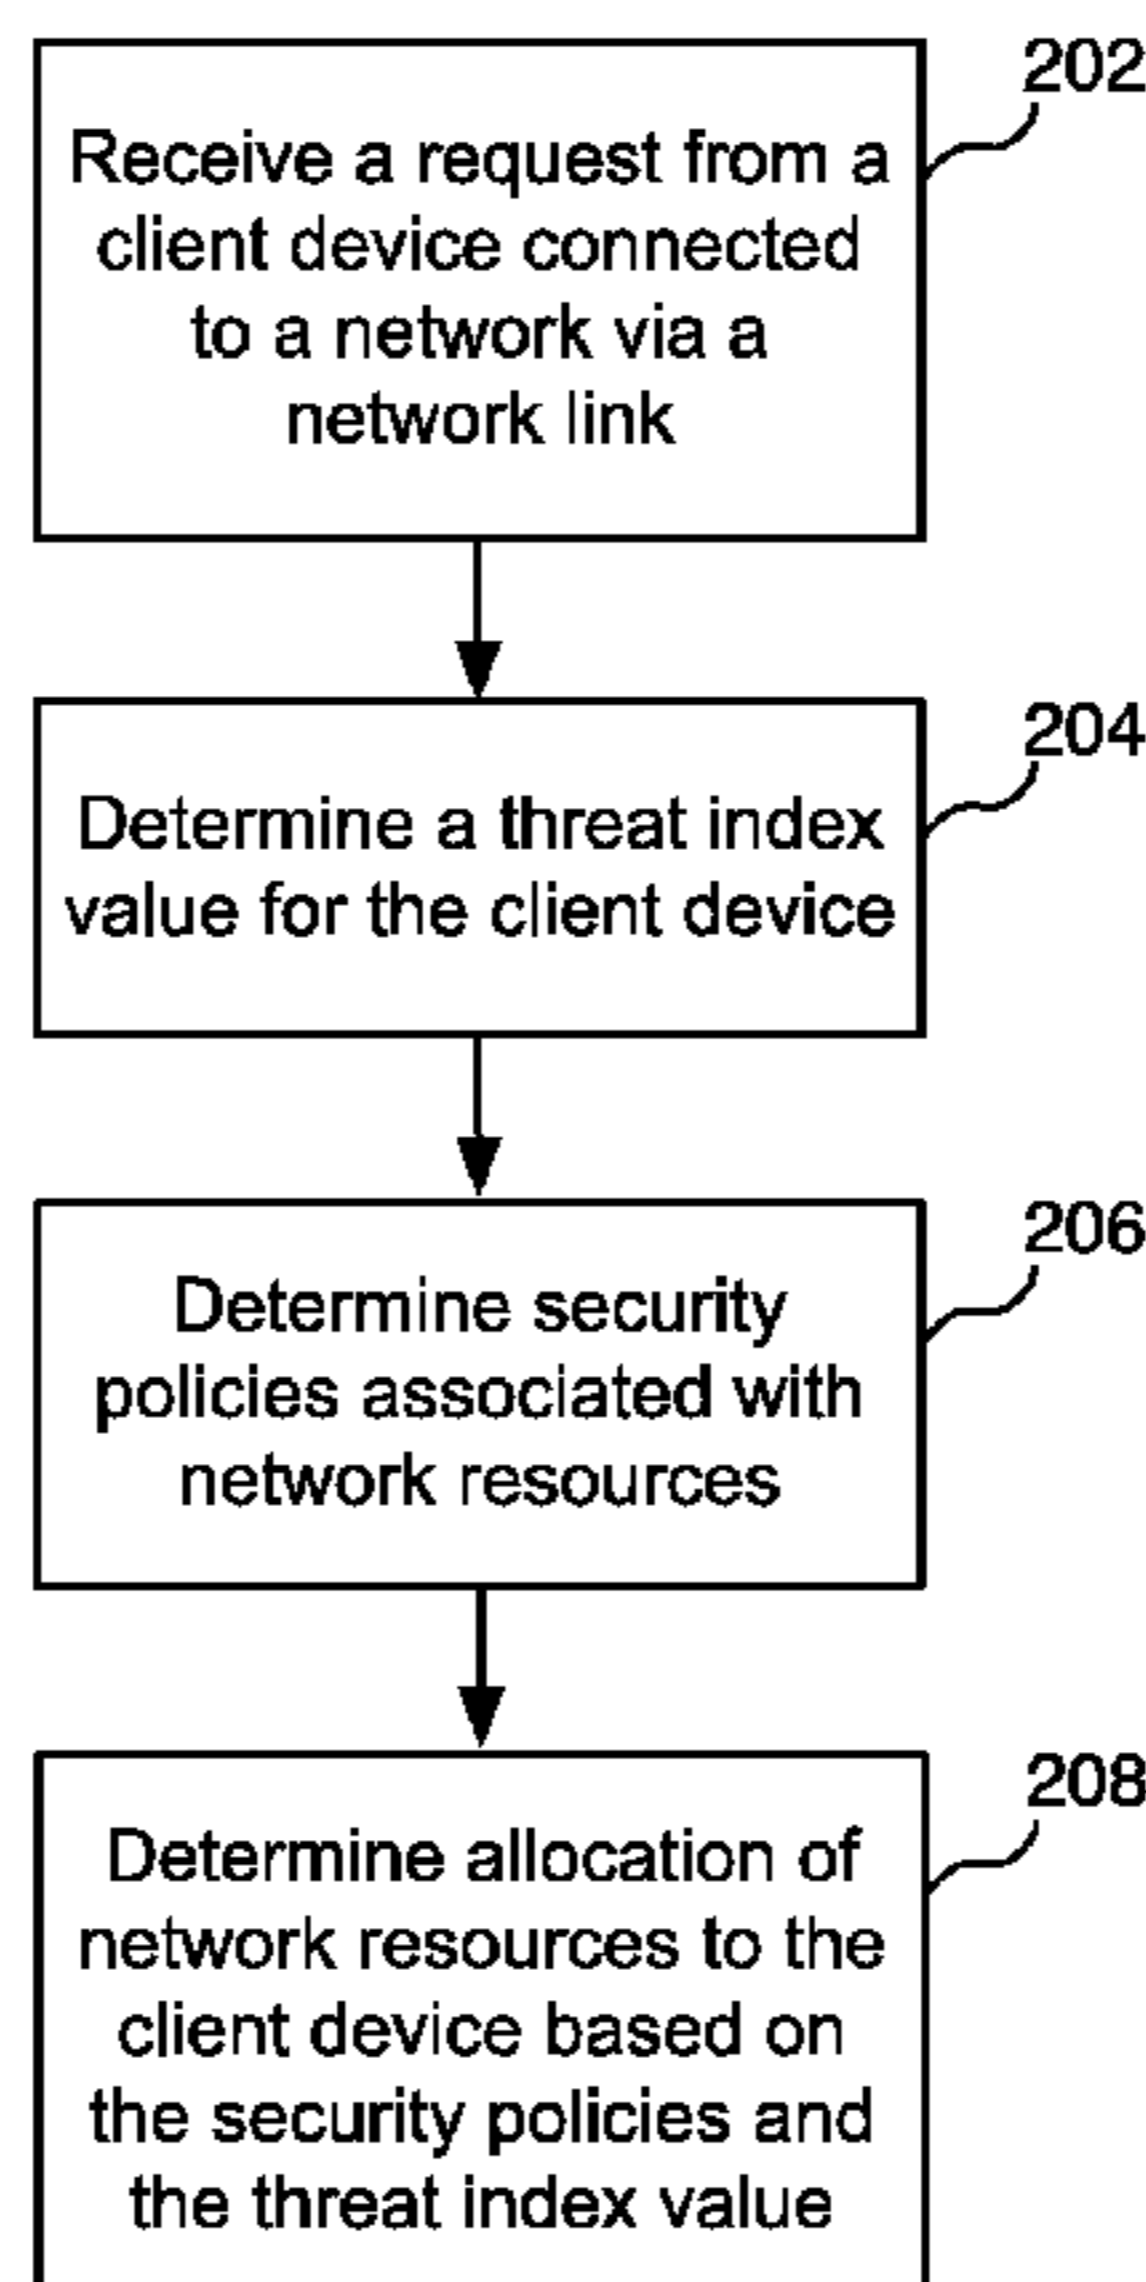 202
Receive a request from a
client device connected
to a network via a
network link
204
Determine a threat index
value for the client device
206
Determine security
policies associated with
network resources
208
Determine allocation of
network resources to the
client device based on
the security policies and
the threat index value